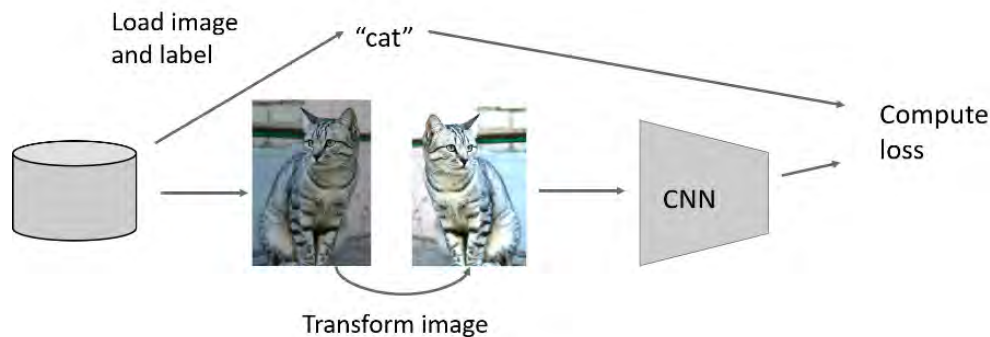 Load image
and label
“cat”
Compute
loss
CNN
Transform image